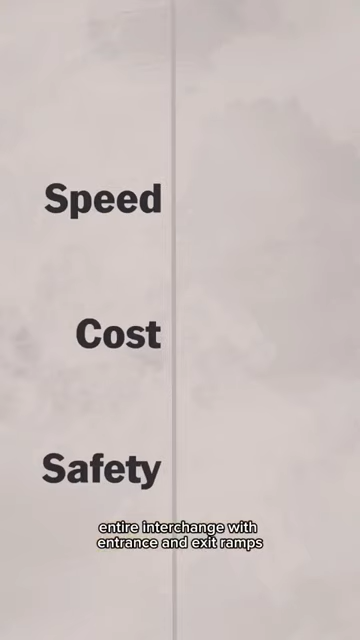 Speed
Cost
Safety
entire interchange with
entrance and exit ramps